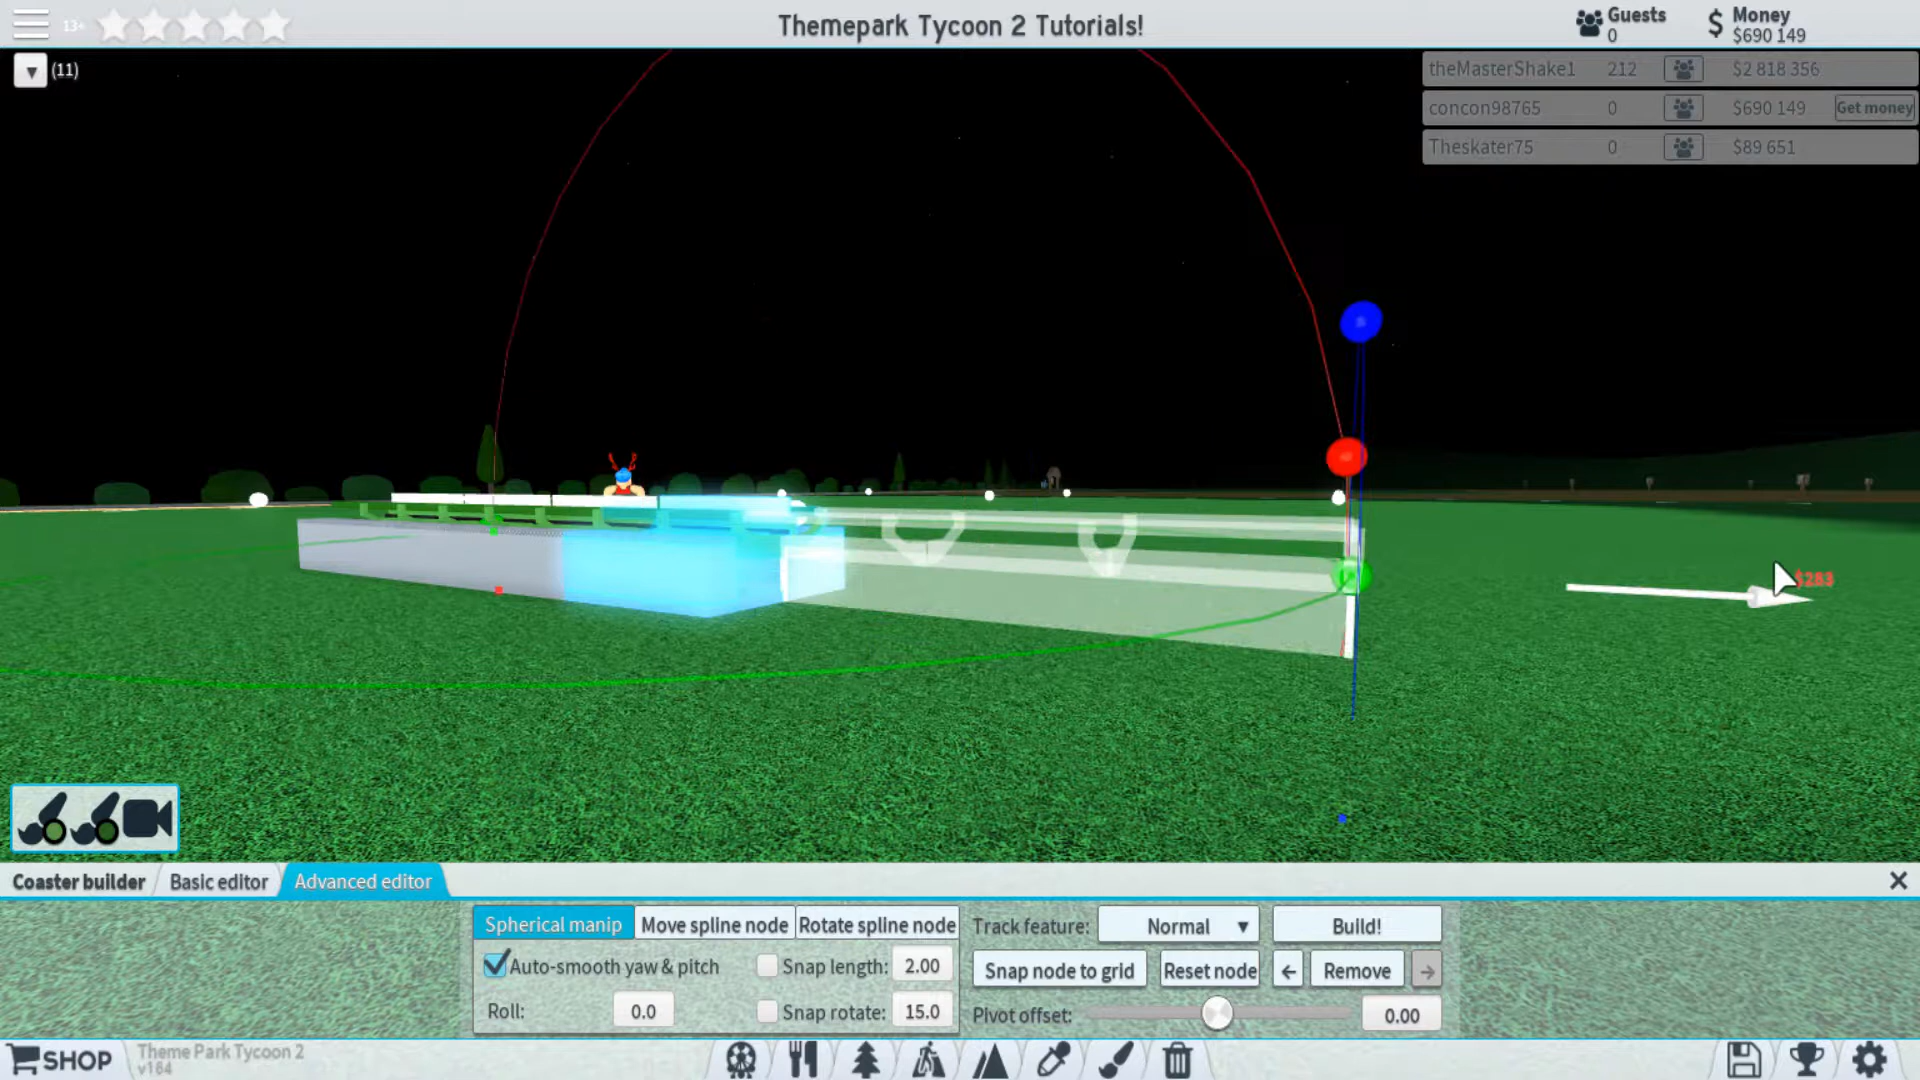 13+
Themepark Tycoon 2 Tutorials!
Guests
0
Money
$690 149
(11)
theMasterShake1 212 $2 818 356
concon98765 0 $690 149 Get money
Theskater75 0 $89 651
$283
Coaster builder Basic editor Advanced editor
Spherical manip Move spline node Rotate spline node Track feature: Normal Build!
Auto-smooth yaw & pitch Snap length: 2.00 Snap node to grid Reset node Remove
Roll: 0.0 Snap rotate: 15.0 Pivot offset: 0.00
SHOP
Theme Park Tycoon 2
v164